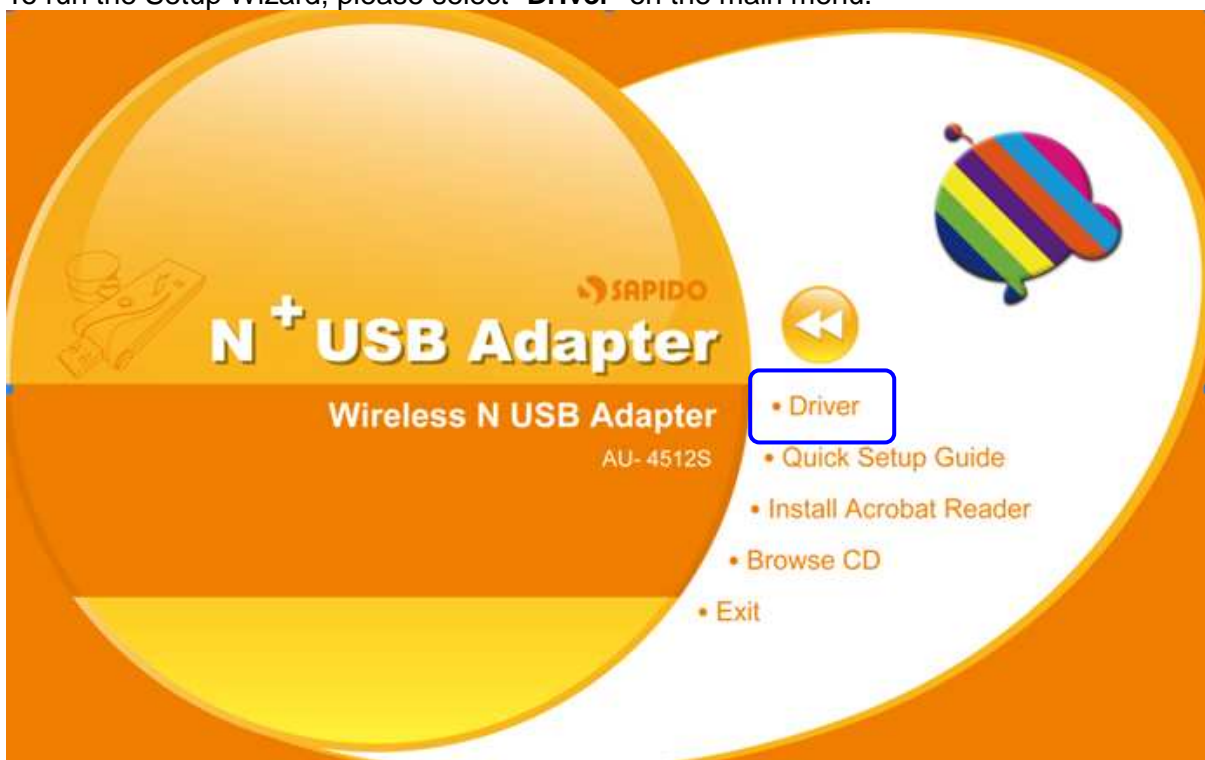 To run the Setup Wizard, please select "Driver" on the main menu.
SAPIDO
N + USB Adapter
Wireless N USB Adapter
AU- 4512S
• Driver
• Quick Setup Guide
• Install Acrobat Reader
• Browse CD
• Exit